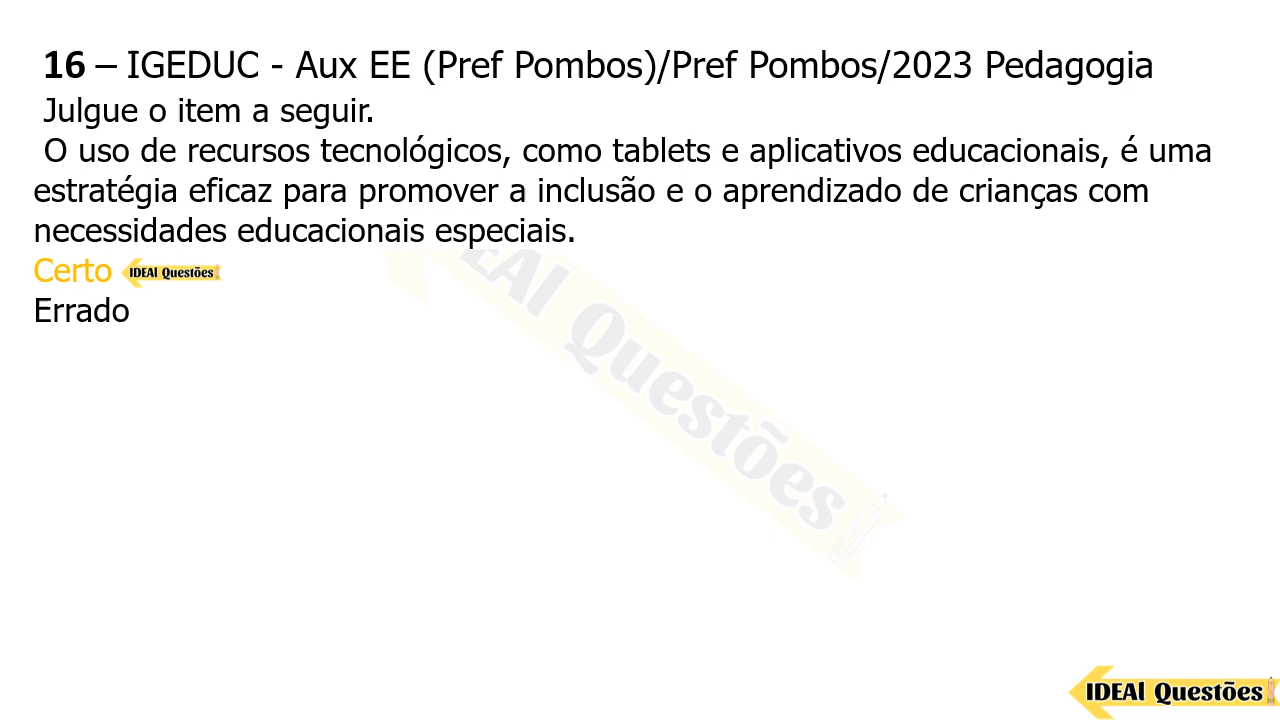 16 – IGEDUC - Aux EE (Pref Pombos)/Pref Pombos/2023 Pedagogia
Julgue o item a seguir.
O uso de recursos tecnológicos, como tablets e aplicativos educacionais, é uma
estratégia eficaz para promover a inclusão e o aprendizado de crianças com
necessidades educacionais especiais.
Certo IDEAl Questões
Errado
IDEAl Questões
IDEAl Questões